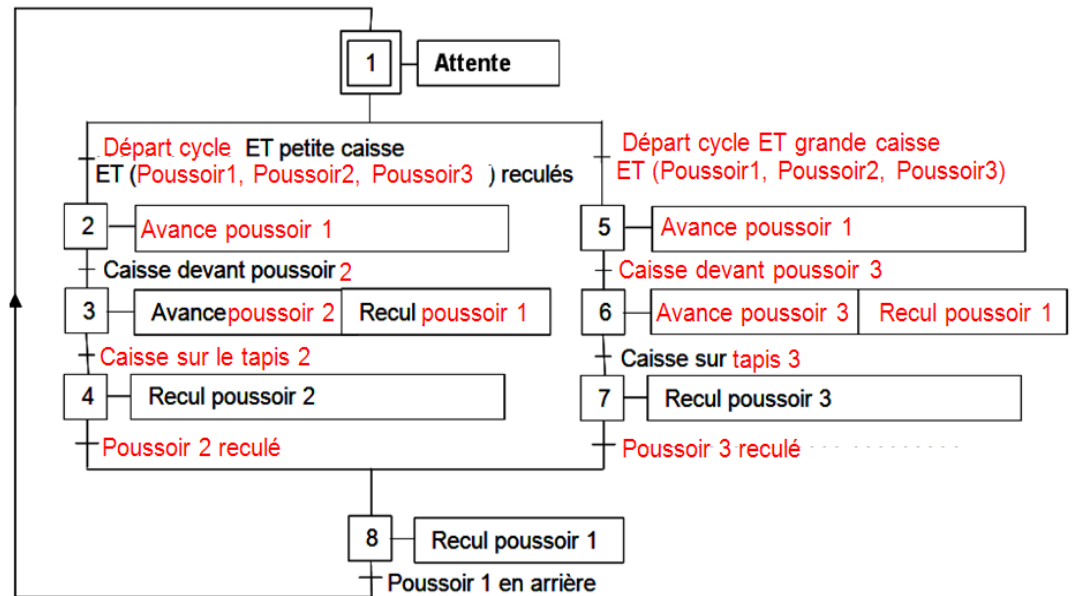 1
Attente
Départ cycle ET petite caisse
ET (Poussoir1, Poussoir2, Poussoir3 ) reculés
Départ cycle ET grande caisse
ET (Poussoir1, Poussoir2, Poussoir3)
2
Avance poussoir 1
5
Avance poussoir 1
Caisse devant poussoir 2
Caisse devant poussoir 3
3
Avance poussoir 2
Recul poussoir 1
6
Avance poussoir 3
Recul poussoir 1
Caisse sur le tapis 2
Caisse sur tapis 3
4
Recul poussoir 2
7
Recul poussoir 3
Poussoir 2 reculé
Poussoir 3 reculé
8
Recul poussoir 1
Poussoir 1 en arrière